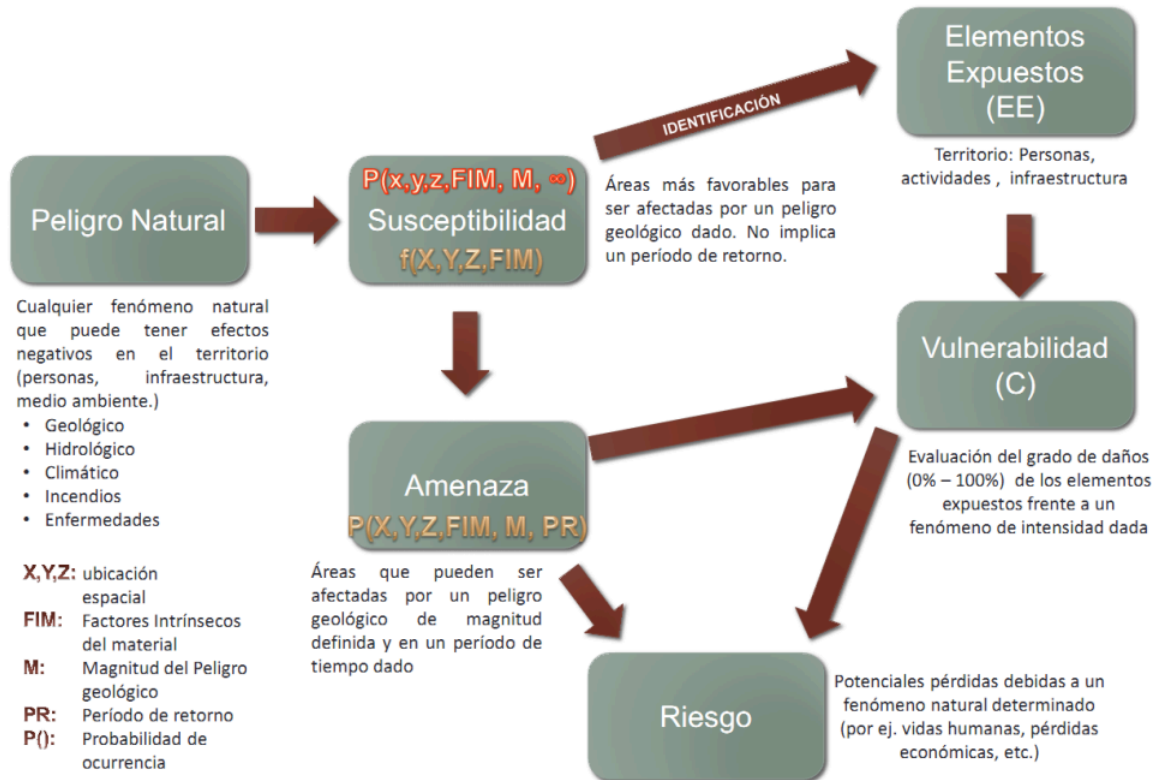 Elementos
Expuestos
(EE)
IDENTIFICACIÓN
Territorio: Personas,
actividades , infraestructura
Peligro Natural
P(x,y,z,FIM, M, ∞)
Susceptibilidad
f(X,Y,Z,FIM)
Áreas más favorables para
ser afectadas por un peligro
geológico dado. No implica
un período de retorno.
Cualquier fenómeno natural
que puede tener efectos
negativos en el territorio
(personas, infraestructura,
medio ambiente.)
• Geológico
• Hidrológico
• Climático
• Incendios
• Enfermedades
Vulnerabilidad
(C)
Amenaza
P(X,Y,Z,FIM, M, PR)
Evaluación del grado de daños
(0% – 100%) de los elementos
expuestos frente a un
fenómeno de intensidad dada
X,Y,Z: ubicación
espacial
FIM: Factores Intrínsecos
del material
M: Magnitud del Peligro
geológico
PR: Período de retorno
P(): Probabilidad de
ocurrencia
Áreas que pueden ser
afectadas por un peligro
geológico de magnitud
definida y en un período de
tiempo dado
Riesgo
Potenciales pérdidas debidas a un
fenómeno natural determinado
(por ej. vidas humanas, pérdidas
económicas, etc.)